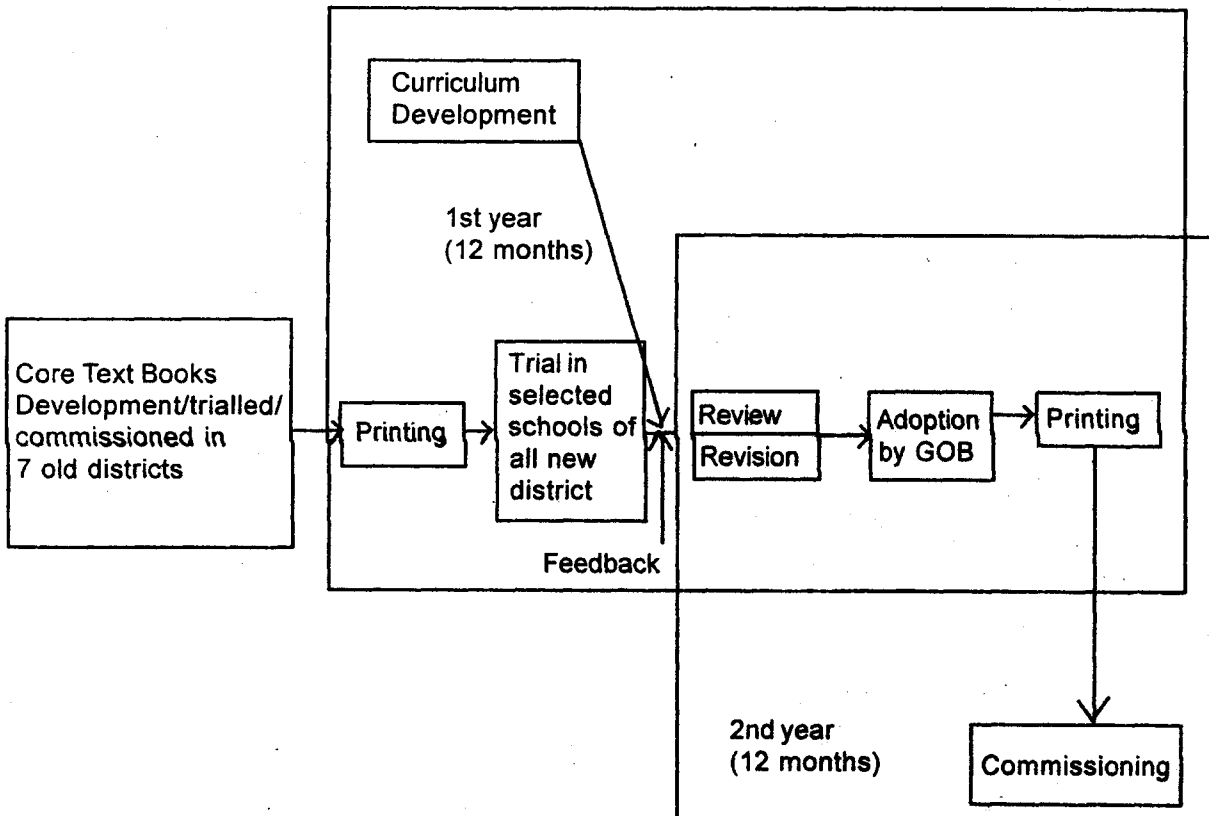 Curriculum
Development
1st year
(12 months)
Core Text Books
Development/trialled/
commissioned in
7 old districts
Printing
Trial in
selected
schools of
all new
district
Feedback
Review
Revision
Adoption
by GOB
Printing
2nd year
(12 months)
Commissioning